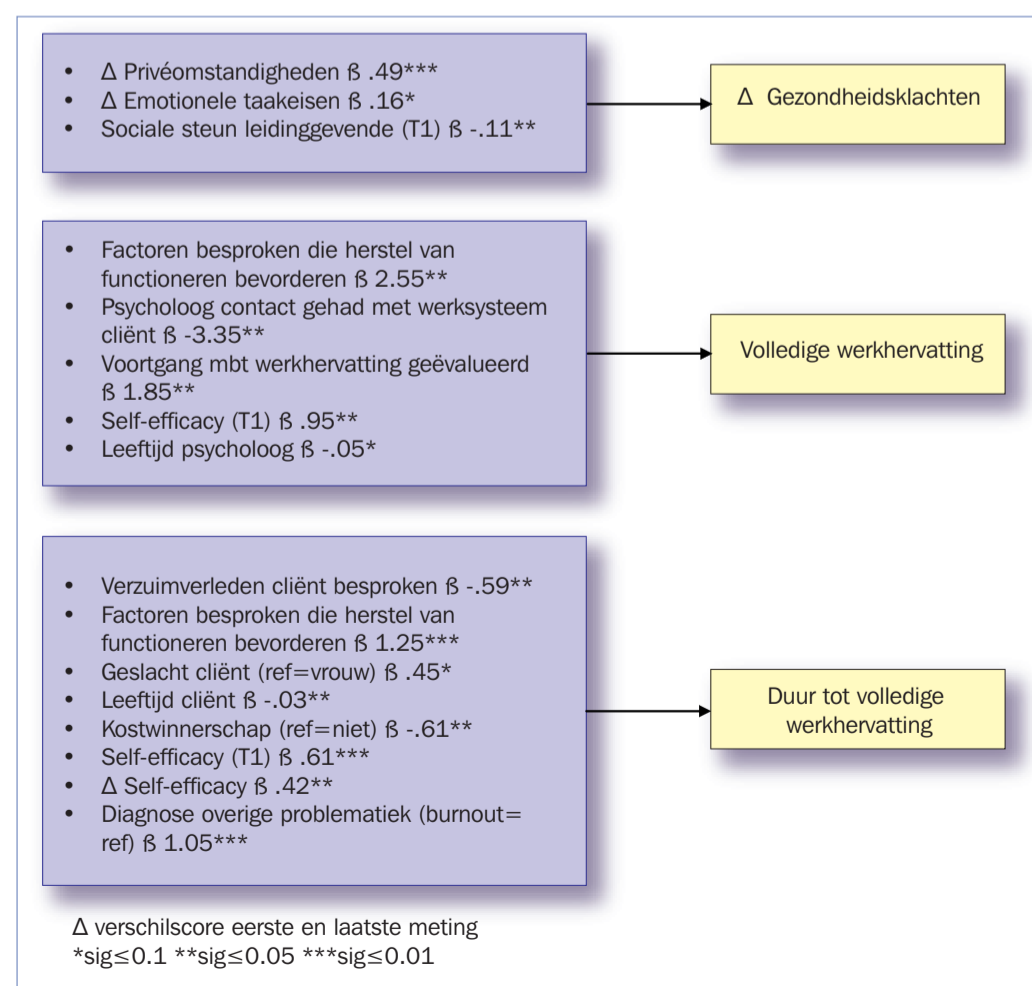 • Δ Privéomstandigheden ß .49***
• Δ Emotionele taakeisen ß .16*
• Sociale steun leidinggevende (T1) ß -.11**
Δ Gezondheidsklachten
• Factoren besproken die herstel van
functioneren bevorderen ß 2.55**
• Psycholoog contact gehad met werksysteem
cliënt ß -3.35**
• Voortgang mbt werkhervatting geëvalueerd
ß 1.85**
• Self-efficacy (T1) ß .95**
• Leeftijd psycholoog ß -.05*
Volledige werkhervatting
• Verzuimverleden cliënt besproken ß -.59**
• Factoren besproken die herstel van
functioneren bevorderen ß 1.25***
• Geslacht cliënt (ref=vrouw) ß .45*
• Leeftijd cliënt ß -.03**
• Kostwinnerschap (ref=niet) ß -.61**
• Self-efficacy (T1) ß .61***
• Δ Self-efficacy ß .42**
• Diagnose overige problematiek (burnout=
ref) ß 1.05***
Duur tot volledige
werkhervatting
Δ verschilscore eerste en laatste meting
*sig≤0.1 **sig≤0.05 ***sig≤0.01